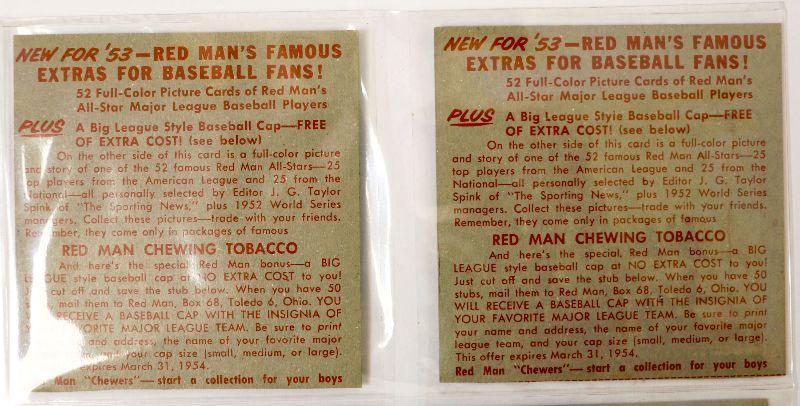 NEW FOR '53—RED MAN'S FAMOUS
EXTRAS FOR BASEBALL FANS!
52 Full-Color Picture Cards of Red Man's
All-Star Major League Baseball Players
PLUS A Big League Style Baseball Cap—FREE
OF EXTRA COST! (see below)
On the other side of this card is a full-color picture
and story of one of the 52 famous Red Man All-Stars—25
top players from the American League and 25 from the
National—all personally selected by Editor J. G. Taylor
Spink of "The Sporting News," plus 1952 World Series
managers. Collect these pictures—trade with your friends.
Remember, they come only in packages of famous
RED MAN CHEWING TOBACCO
And here's the special Red Man bonus—a BIG
LEAGUE style baseball cap at NO EXTRA COST to you!
Just cut off and save the stub below. When you have 50
stubs, mail them to Red Man, Box 68, Toledo 6, Ohio. YOU
WILL RECEIVE A BASEBALL CAP WITH THE INSIGNIA OF
YOUR FAVORITE MAJOR LEAGUE TEAM. Be sure to print
your name and address, the name of your favorite major
league team, and your cap size (small, medium, or large).
This offer expires March 31, 1954.
Red Man "Chewers"—start a collection for your boys
NEW FOR '53—RED MAN'S FAMOUS
EXTRAS FOR BASEBALL FANS!
52 Full-Color Picture Cards of Red Man's
All-Star Major League Baseball Players
PLUS A Big League Style Baseball Cap—FREE
OF EXTRA COST! (see below)
On the other side of this card is a full-color picture
and story of one of the 52 famous Red Man All-Stars—25
top players from the American League and 25 from the
National—all personally selected by Editor J. G. Taylor
Spink of "The Sporting News," plus 1952 World Series
managers. Collect these pictures—trade with your friends.
Remember, they come only in packages of famous
RED MAN CHEWING TOBACCO
And here's the special Red Man bonus—a BIG
LEAGUE style baseball cap at NO EXTRA COST to you!
Just cut off and save the stub below. When you have 50
stubs, mail them to Red Man, Box 68, Toledo 6, Ohio. YOU
WILL RECEIVE A BASEBALL CAP WITH THE INSIGNIA OF
YOUR FAVORITE MAJOR LEAGUE TEAM. Be sure to print
your name and address, the name of your favorite major
league team, and your cap size (small, medium, or large).
This offer expires March 31, 1954.
Red Man "Chewers"—start a collection for your boys